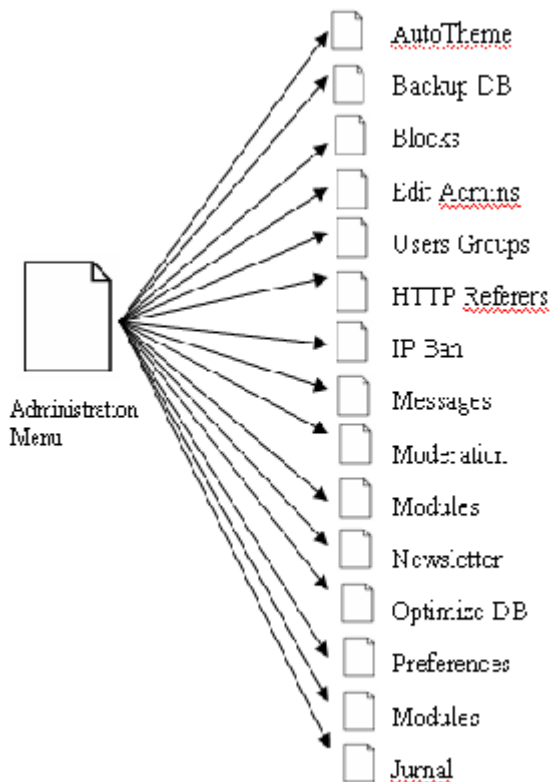 AutoTheme
Backup DB
Blocks
Edit Acmins
Users Groups
HTTP Referers
IP Ban
Administration
Menu
Messages
Moderation
Modules
Newsletter
Optimize DB
Preferences
Modules
Jurnal